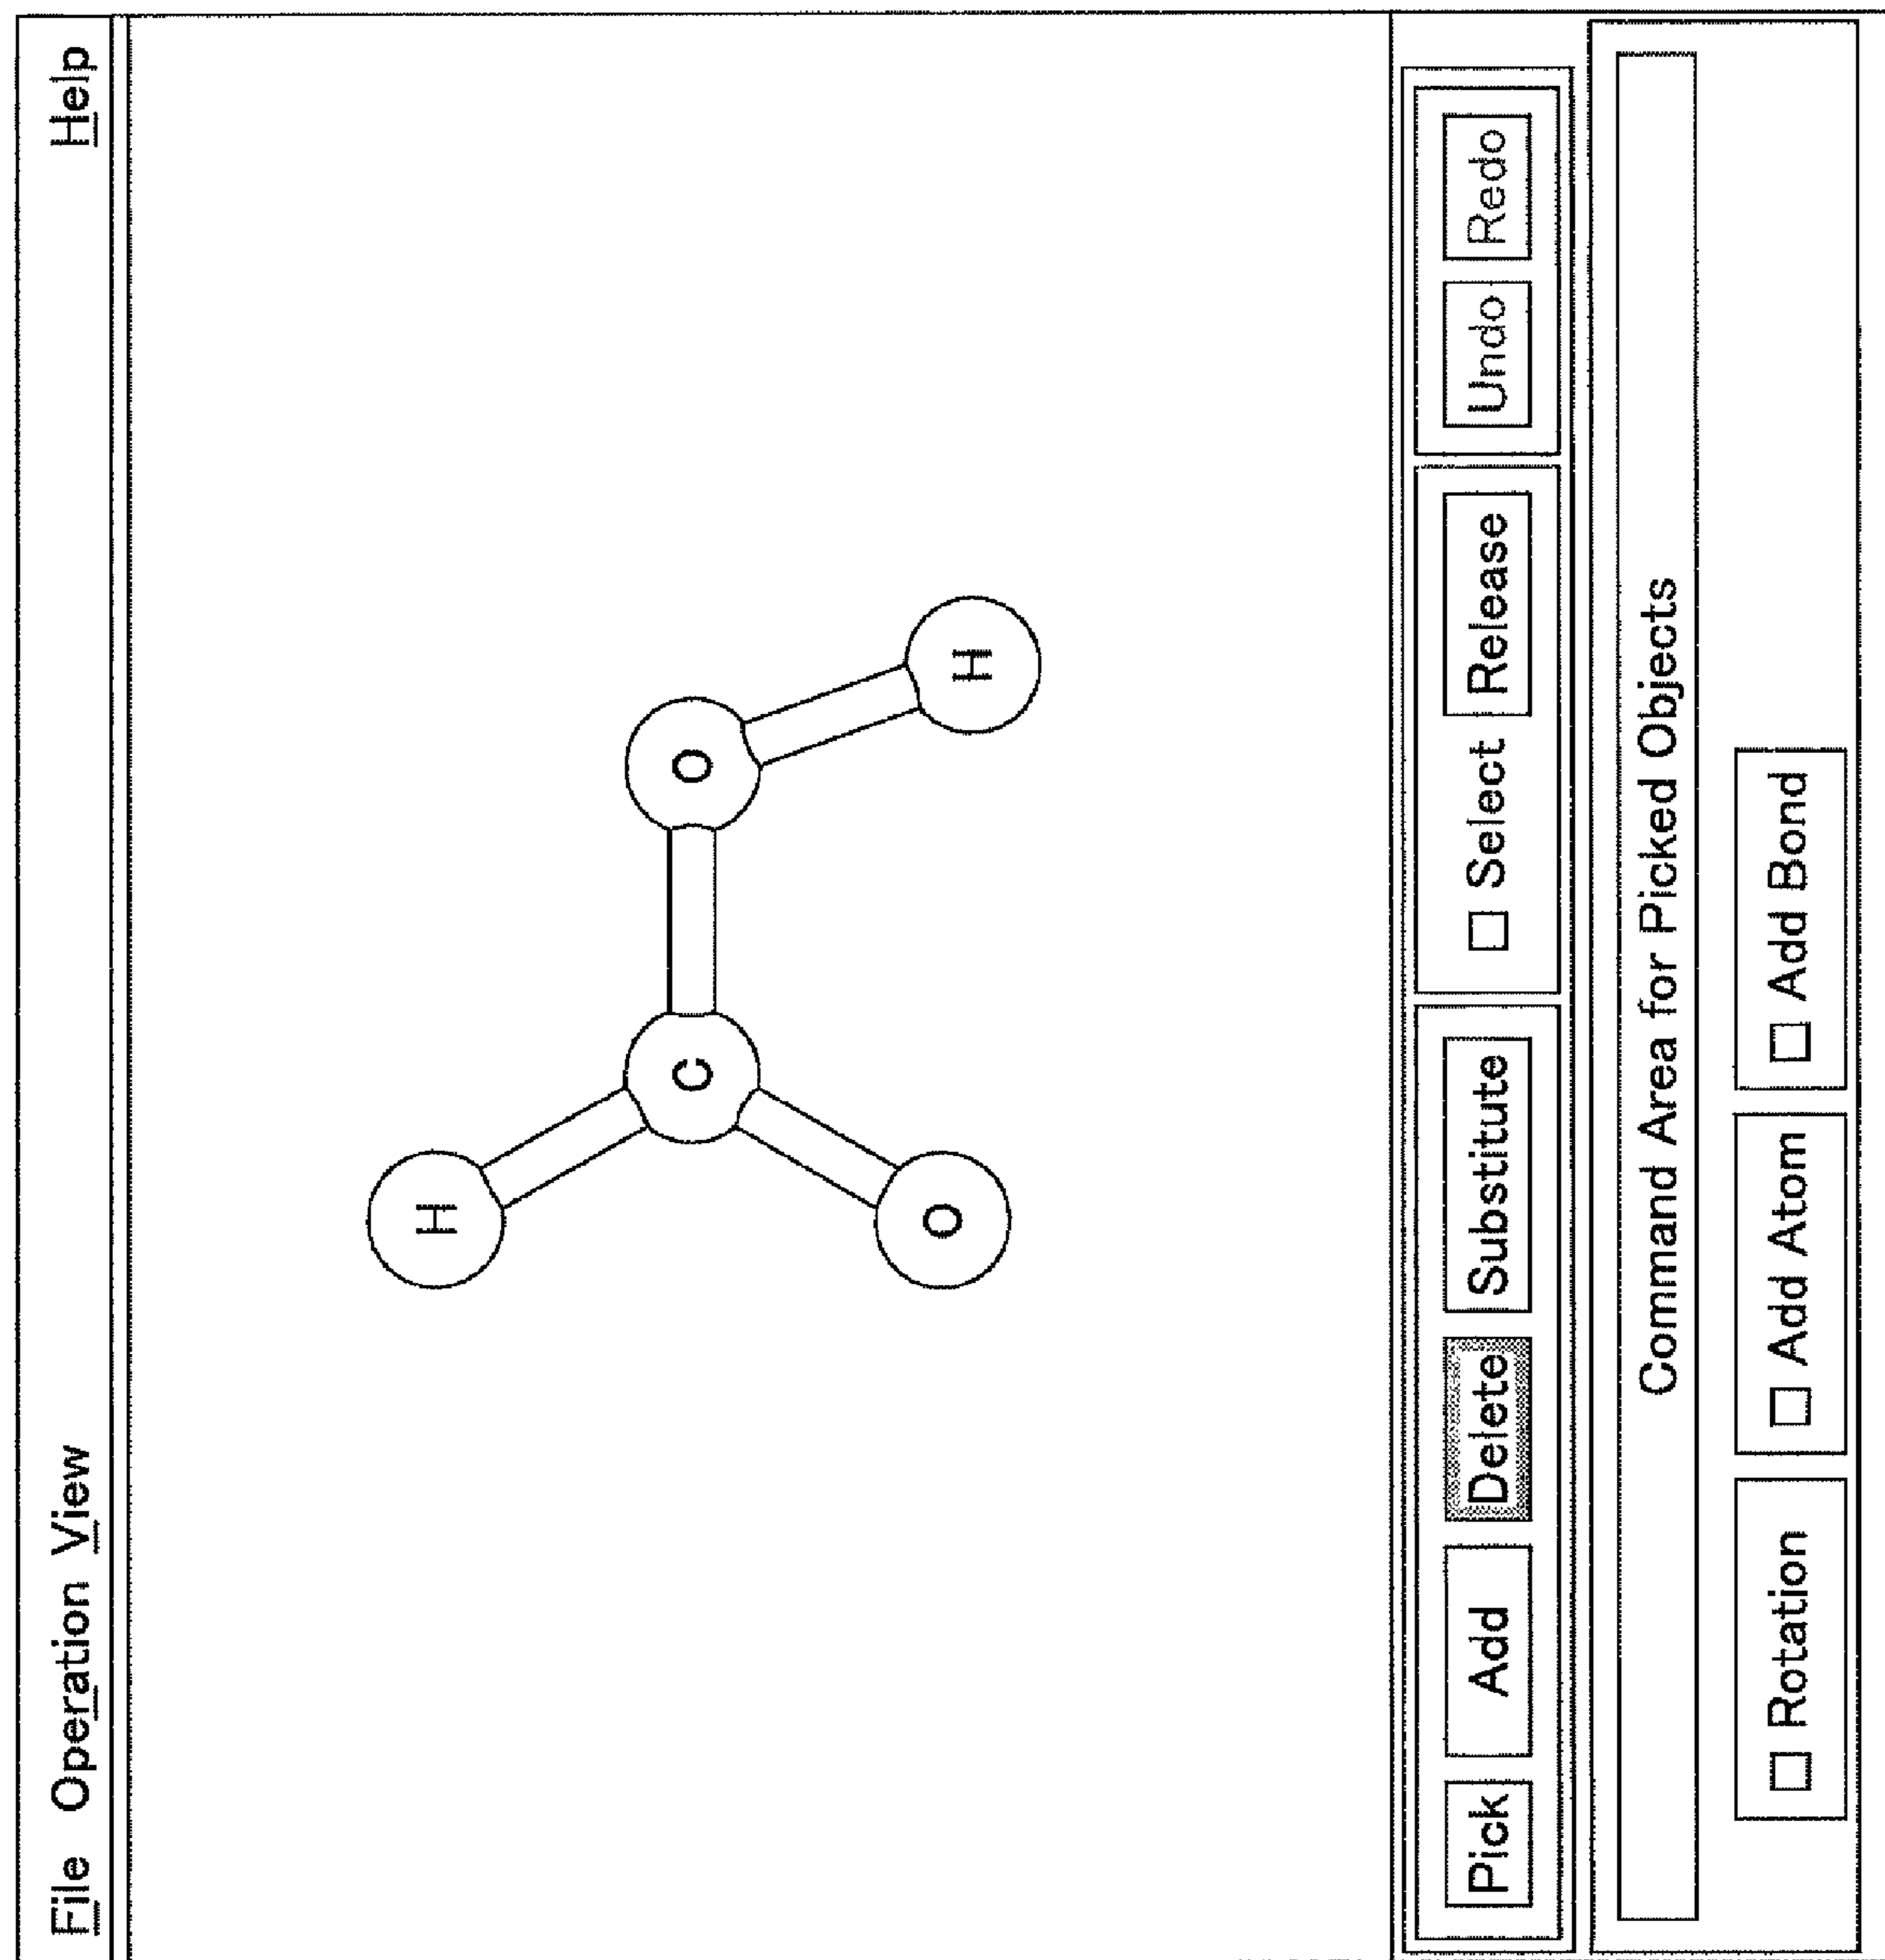 File Operation View Help
H
C O
O H
Pick Add Delete Substitute Select Release Undo Redo
Command Area for Picked Objects
Rotation Add Atom Add Bond